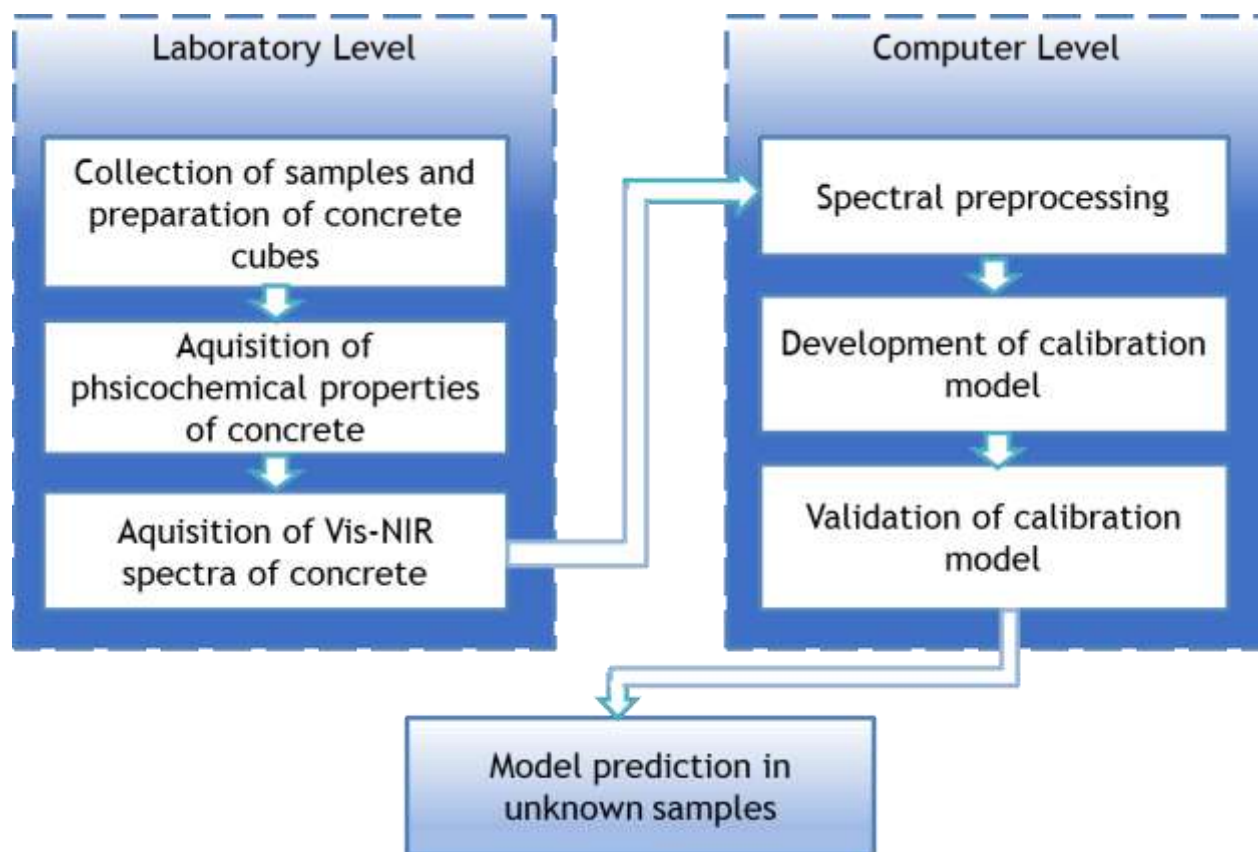 Laboratory Level
Collection of samples and
preparation of concrete
cubes
Aquisition of
phsicochemical properties
of concrete
Aquisition of Vis-NIR
spectra of concrete
Computer Level
Spectral preprocessing
Development of calibration
model
Validation of calibration
model
Model prediction in
unknown samples